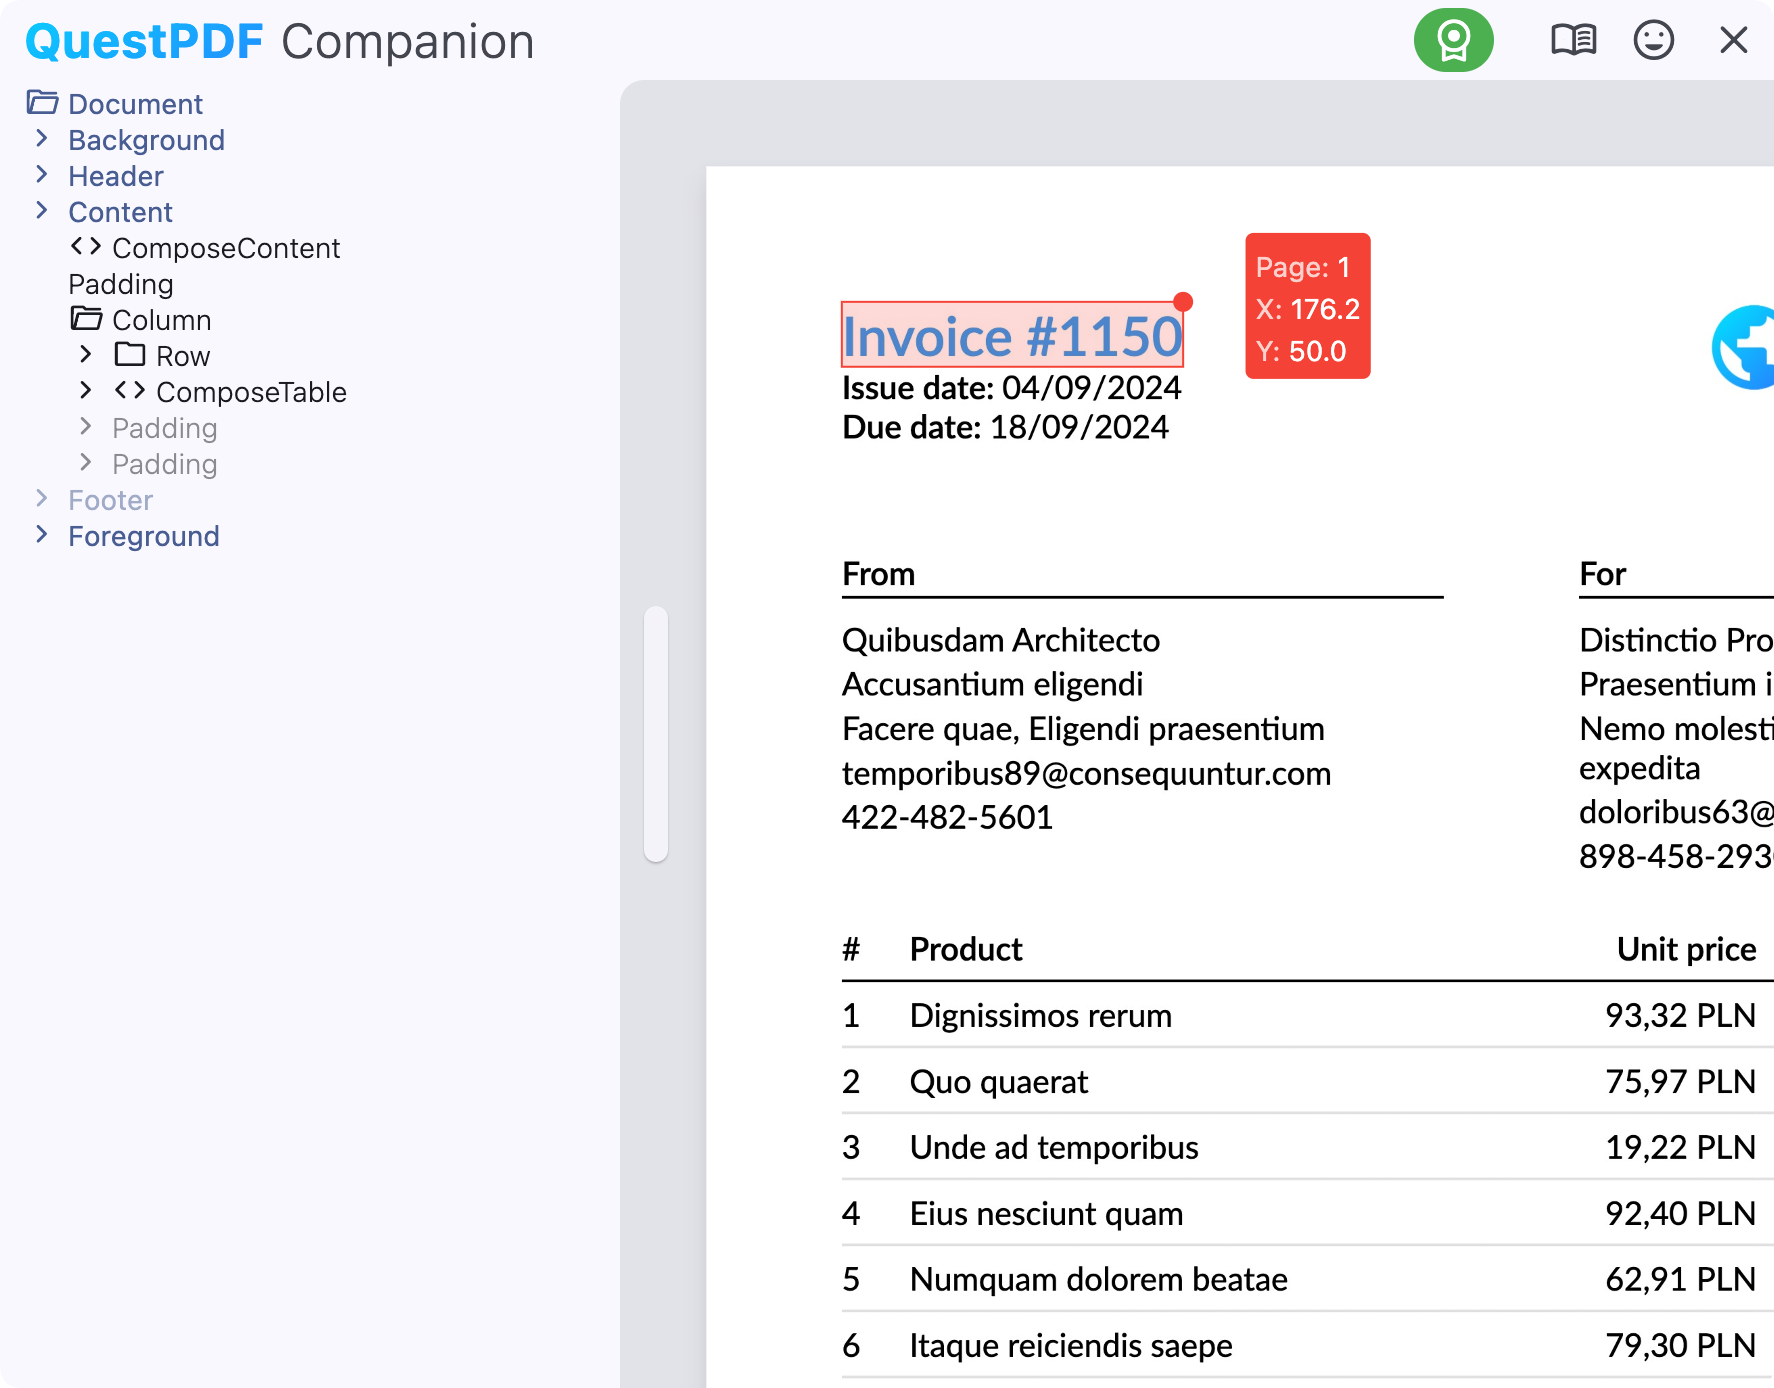 QuestPDF Companion
Document
Background
Header
Content
<> ComposeContent
Padding
Column
Row
<> ComposeTable
Padding
Padding
Footer
Foreground
Page: 1
X: 176.2
Y: 50.0
Invoice #1150
Issue date: 04/09/2024
Due date: 18/09/2024
From
Quibusdam Architecto
Accusantium eligendi
Facere quae, Eligendi praesentium
temporibus89@consequuntur.com
422-482-5601
For
Distinctio Pro
Praesentium i
Nemo molesti
expedita
doloribus63@
898-458-2930
# Product Unit price
1 Dignissimos rerum 93,32 PLN
2 Quo quaerat 75,97 PLN
3 Unde ad temporibus 19,22 PLN
4 Eius nesciunt quam 92,40 PLN
5 Numquam dolorem beatae 62,91 PLN
6 Itaque reiciendis saepe 79,30 PLN